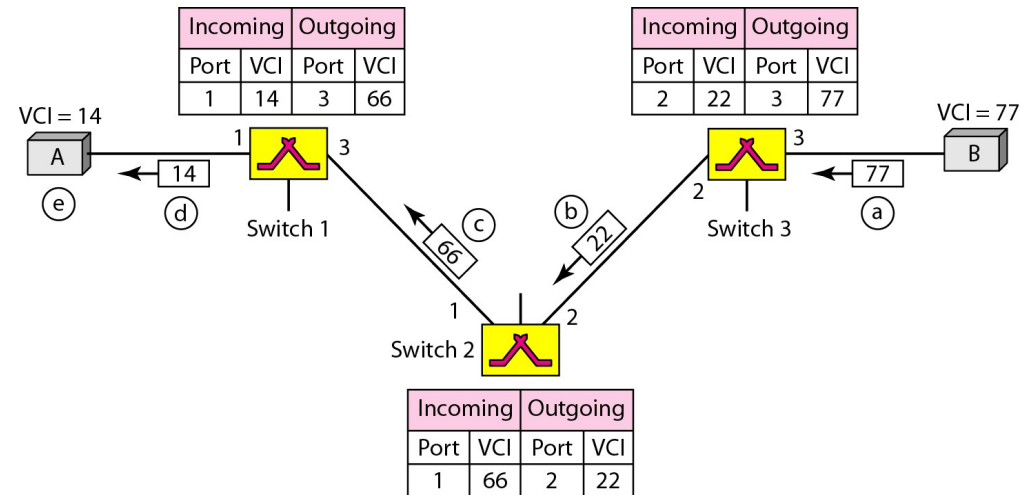 Incoming Outgoing
Port VCI Port VCI
1 14 3 66
Incoming Outgoing
Port VCI Port VCI
2 22 3 77
VCI = 14
A
e
1
3
14
d
Switch 1
66
c
b
22
VCI = 77
B
3
2
77
a
Switch 3
1
2
Switch 2
Incoming Outgoing
Port VCI Port VCI
1 66 2 22